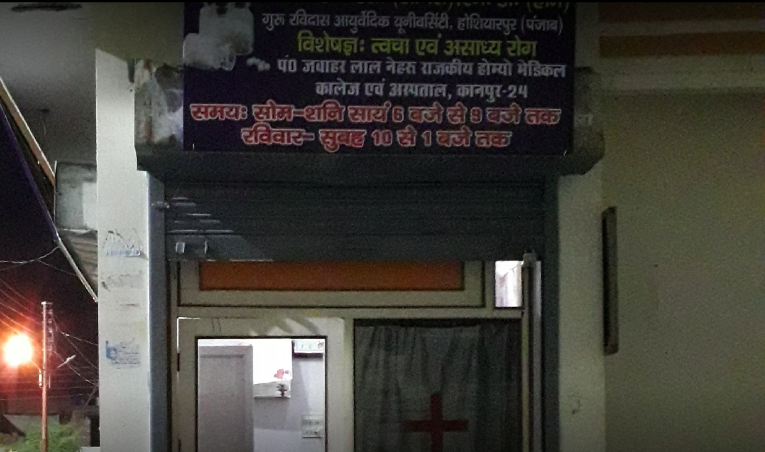 गुरू रविदास आयुर्वेदिक यूनीवर्सिटी, होशियारपुर (पंजाब)
विशेषज्ञः त्वचा एवं असाध्य रोग
पं0 जवाहर लाल नेहरू राजकीय होम्यो मेडिकल
कालेज एवं अस्पताल, कानपुर-24
समयः सोम-शनि सायं 6 बजे से 9 बजे तक
रविवार- सुबह 10 से 1 बजे तक